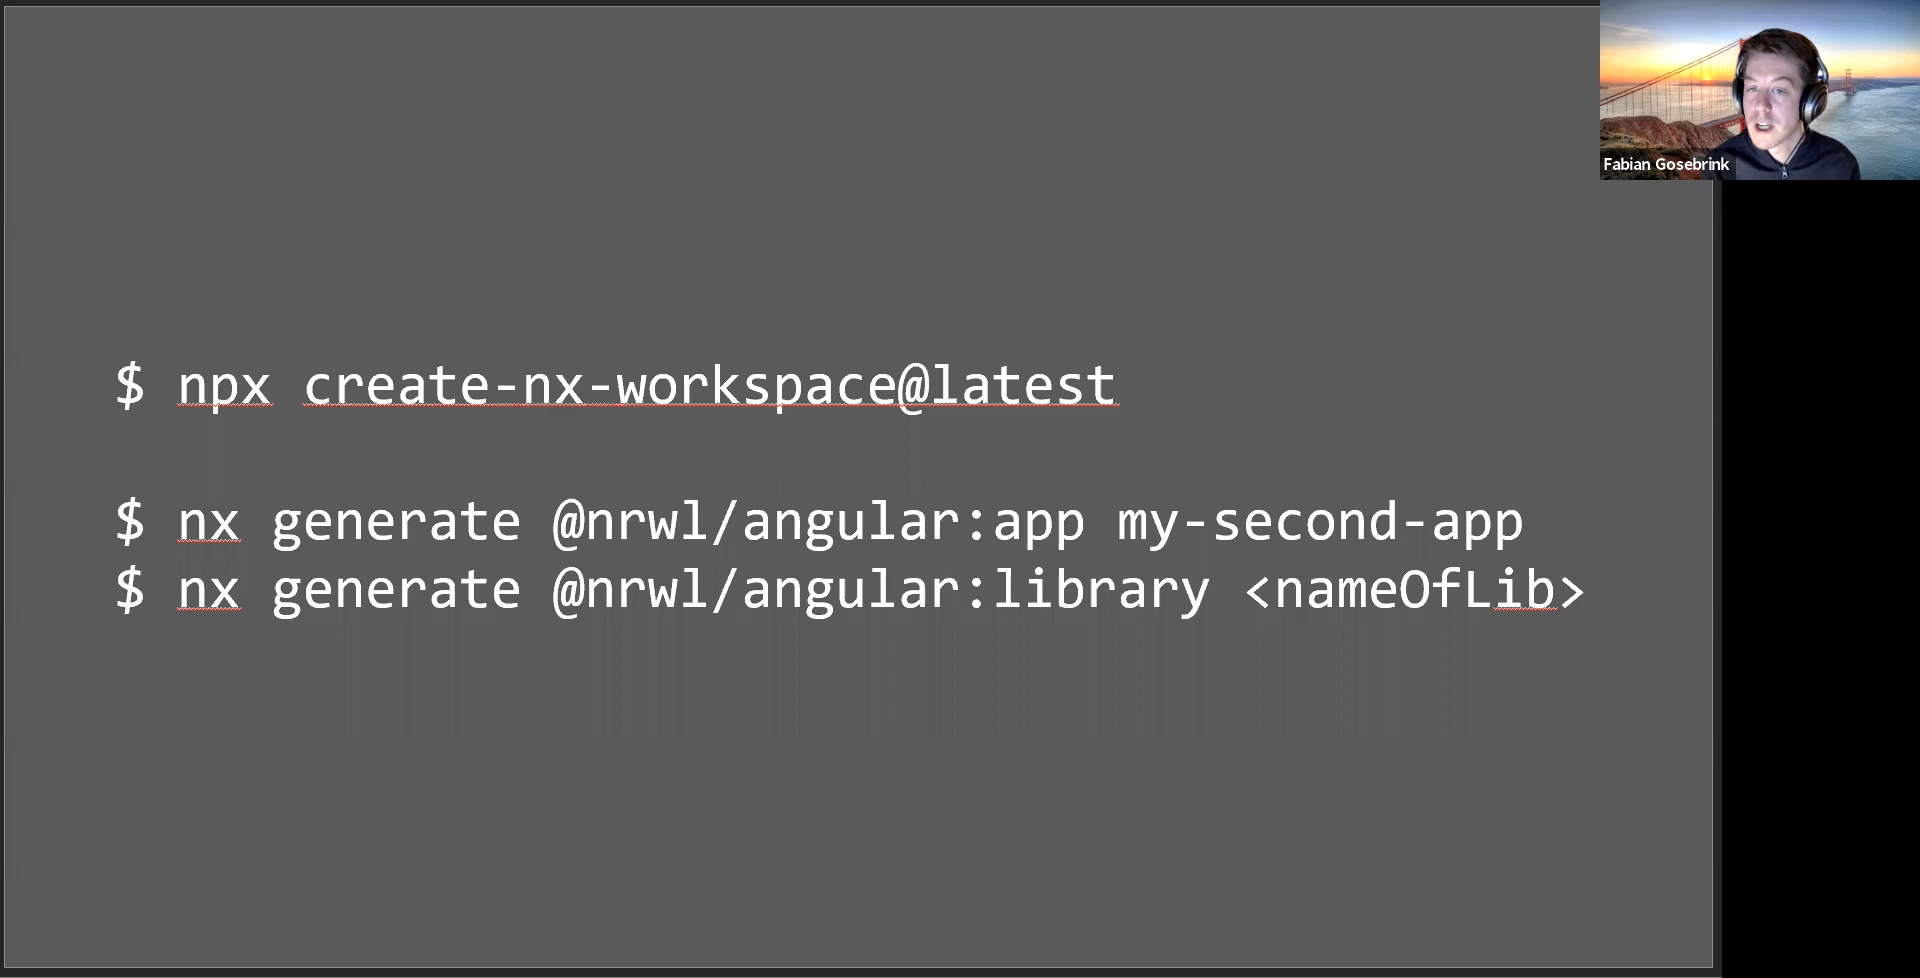 Fabian Gosebrink
$ npx create-nx-workspace@latest
$ nx generate @nrwl/angular:app my-second-app
$ nx generate @nrwl/angular:library <nameOfLib>